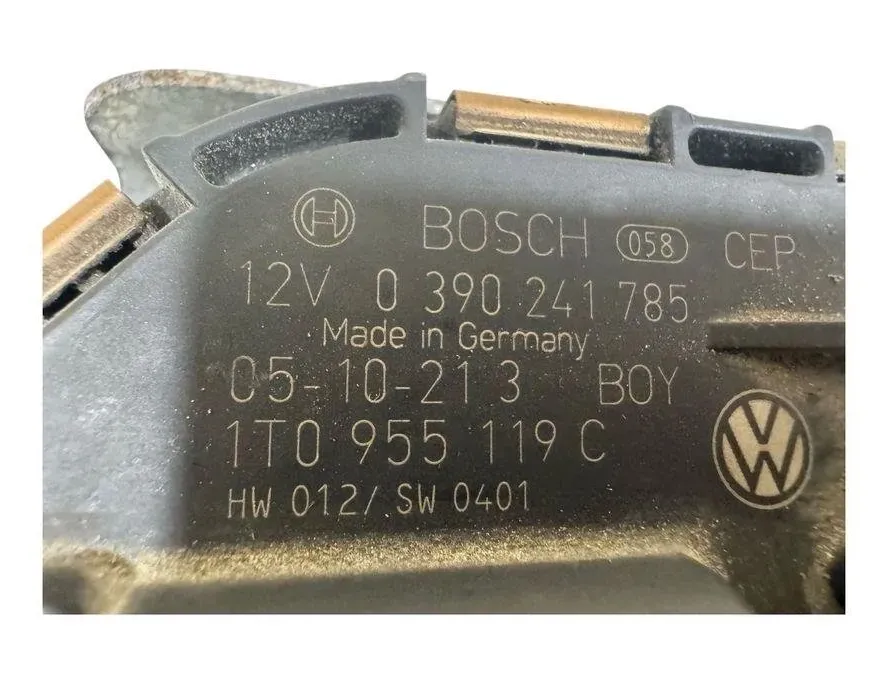 BOSCH 058 CEP
12V 0 390 241 785
Made in Germany
05-10-21 3 BOY
1T0 955 119 C
HW 012/ SW 0401